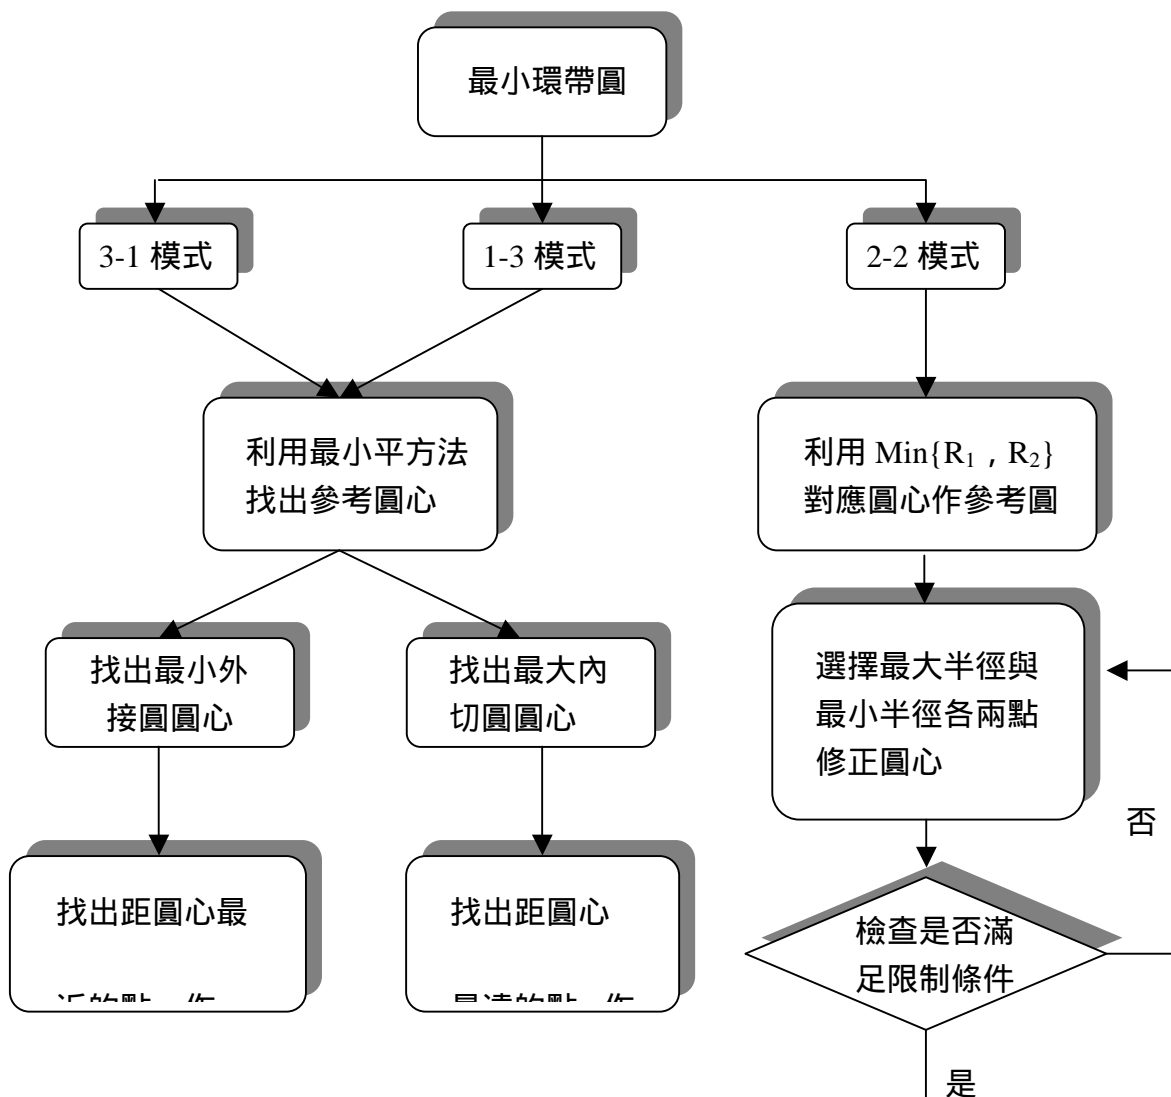 最小環帶圓
3-1 模式
1-3 模式
2-2 模式
利用最小平方法
找出參考圓心
利用 Min{R₁，R₂}
對應圓心作參考圓
找出最小外
接圓圓心
找出最大內
切圓圓心
選擇最大半徑與
最小半徑各兩點
修正圓心
否
找出距圓心最
找出距圓心
檢查是否滿
足限制條件
是